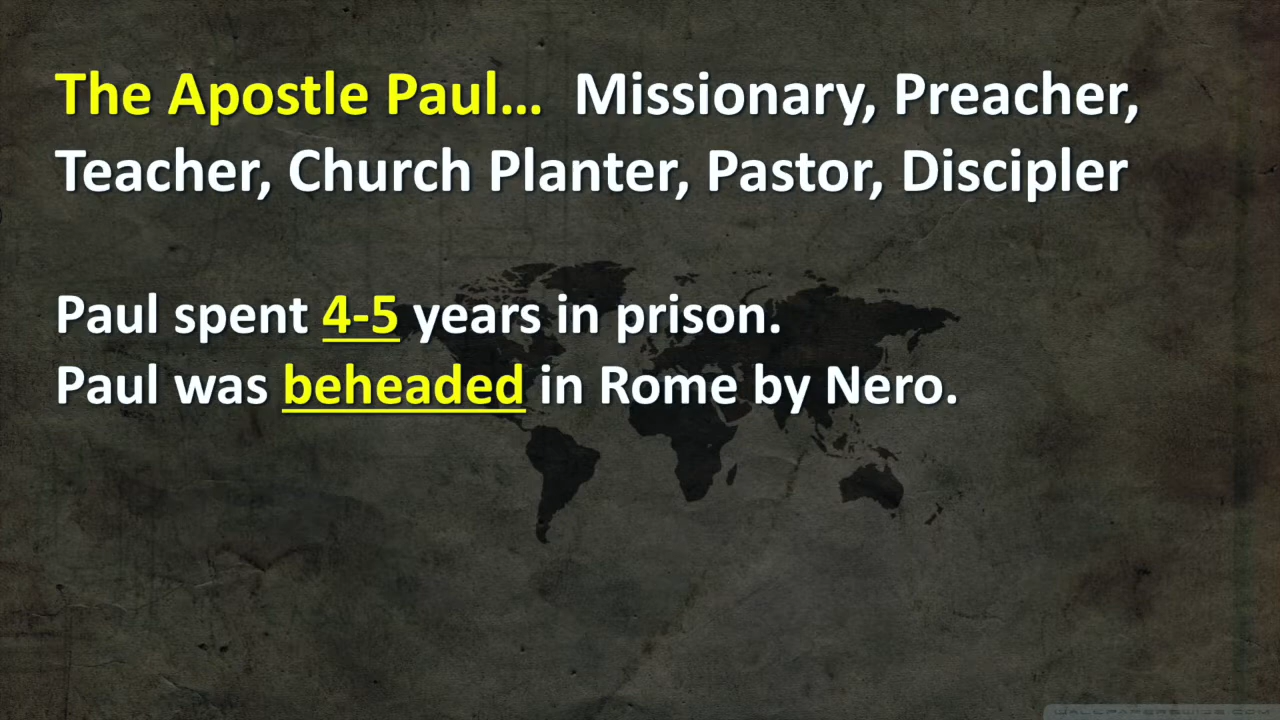 The Apostle Paul… Missionary, Preacher,
Teacher, Church Planter, Pastor, Discipler
Paul spent 4-5 years in prison.
Paul was beheaded in Rome by Nero.